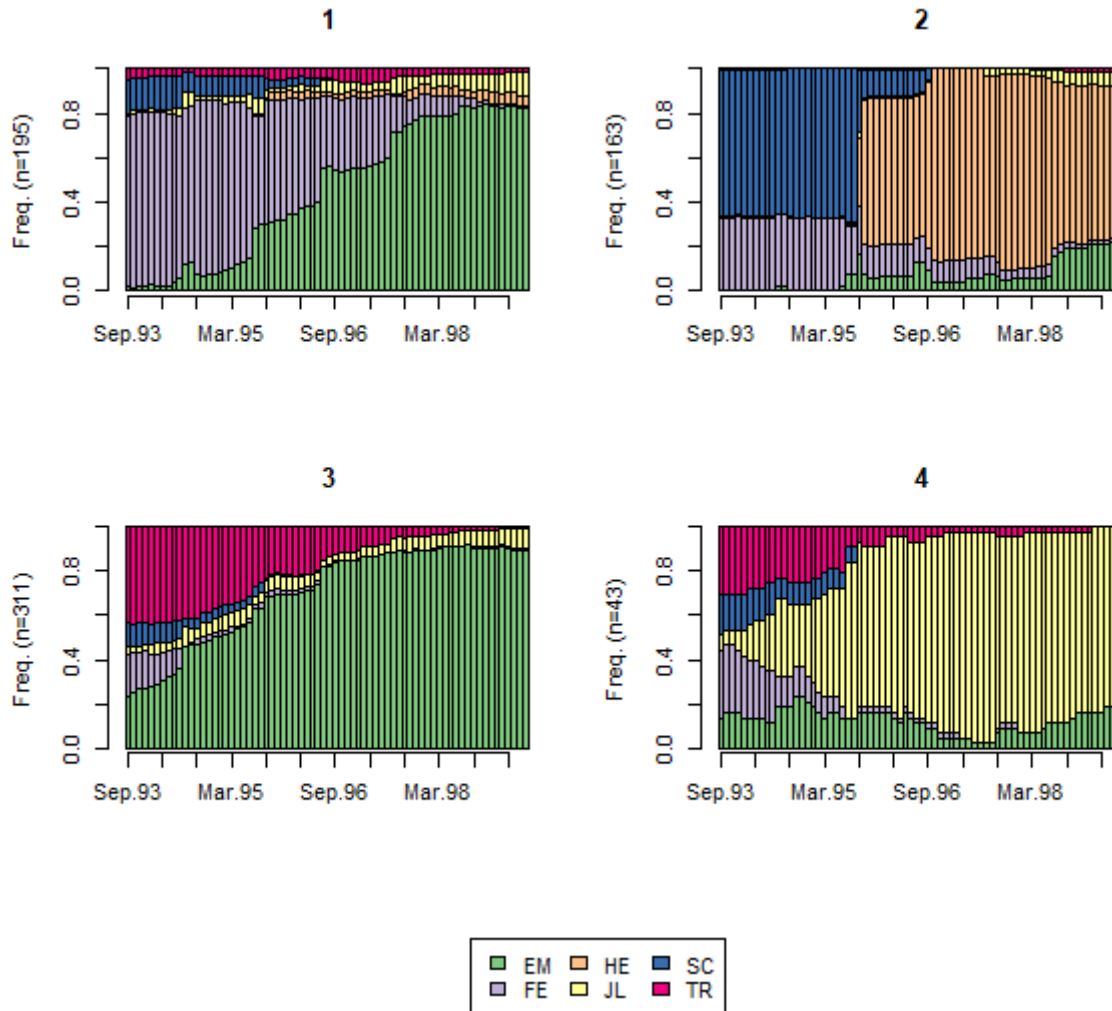 1
2
Freq. (n=195)
0.0 0.4 0.8
Sep.93 Mar.95 Sep.96 Mar.98
Freq. (n=163)
0.0 0.4 0.8
Sep.93 Mar.95 Sep.96 Mar.98
3
4
Freq. (n=311)
0.0 0.4 0.8
Sep.93 Mar.95 Sep.96 Mar.98
Freq. (n=43)
0.0 0.4 0.8
Sep.93 Mar.95 Sep.96 Mar.98
EM HE SC
FE JL TR